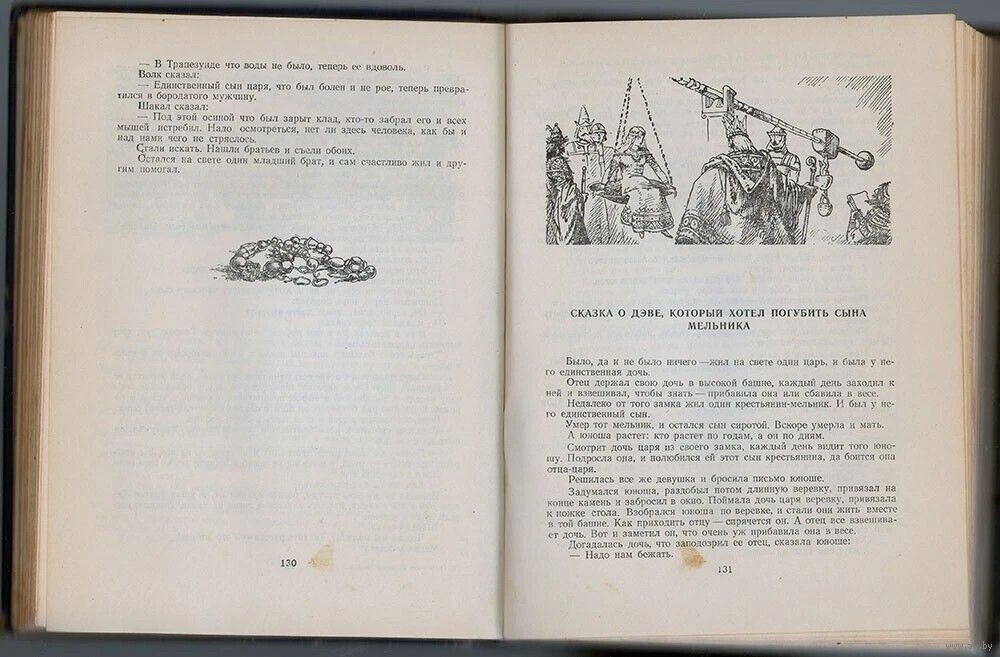 — В Трапезунде что воды не было, теперь ее вдоволь.
Волк сказал:
— Единственный сын царя, что был болен и не рос, теперь превра-
тился в бородатого мужчину.
Шакал сказал:
— Под этой осиной что был зарыт клад, кто-то забрал его и всех
мышей истребил. Надо осмотреться, нет ли здесь человека, как бы и
над нами чего не стряслось.
Стали искать. Нашли братьев и съели обоих.
Остался на свете один младший брат, и сам счастливо жил и дру-
гим помогал.
130
СКАЗКА О ДЭВЕ, КОТОРЫЙ ХОТЕЛ ПОГУБИТЬ СЫНА
МЕЛЬНИКА
Было, да и не было ничего — жил на свете один царь, и была у не-
го единственная дочь.
Отец держал свою дочь в высокой башне, каждый день заходил к
ней и взвешивал, чтобы знать — прибавила она или сбавила в весе.
Недалеко от того замка жил один крестьянин-мельник. И был у не-
го единственный сын.
Умер тот мельник, и остался сын сиротой. Вскоре умерла и мать.
А юноша растет: кто растет по годам, а он по дням.
Смотрит дочь царя из своего замка, каждый день видит того юно-
шу. Подросла она, и полюбился ей этот сын крестьянина, да боится она
отца-царя.
Решилась все же девушка и бросила письмо юноше.
Задумался юноша, раздобыл потом длинную веревку, привязал на
конце камень и забросил в окно. Поймала дочь царя веревку, привязала
к ножке стола. Взобрался юноша по веревке, и стали они жить вместе
в той башне. Как приходить отцу — спрячется он. А отец все взвешива-
ет дочь. Вот и заметил он, что очень уж прибавила она в весе.
Догадалась дочь, что заподозрил ее отец, сказала юноше:
— Надо нам бежать.
131